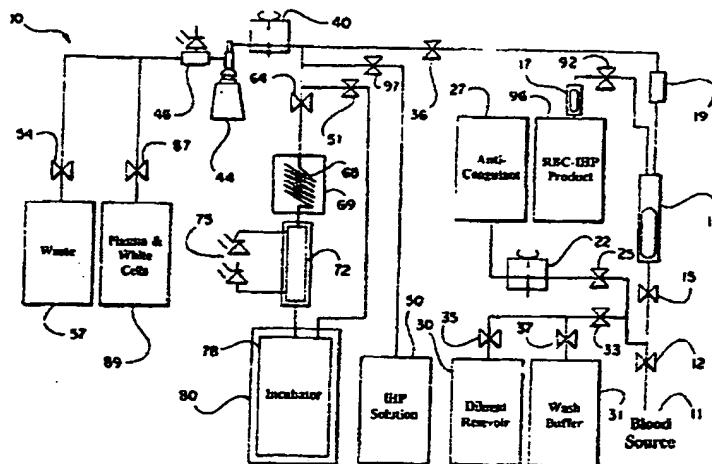 10
40
17
92
27
96
19
46
64
97
36
51
54
87
44
68
69
Anti-
Coagulant
RBC-IHP
Product
75
72
22
25
15
Waste
Plasma &
White
Cells
50
35
30
37
33
12
57
89
78
80
Incubator
IHP
Solution
Diluent
Reservoir
Wash
Buffer
31
11
Blood
Source